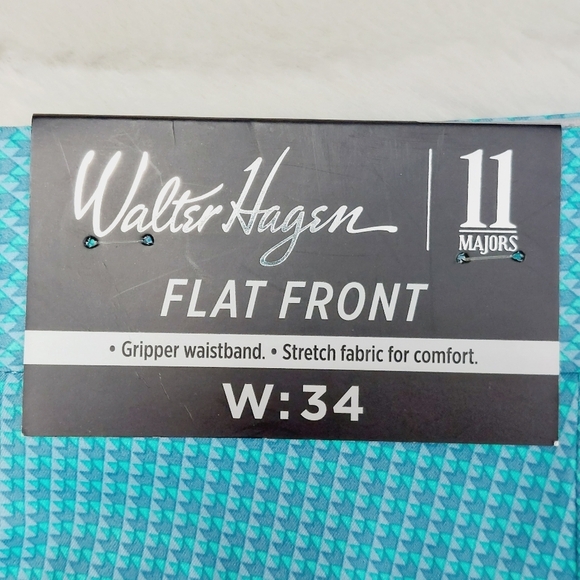 Walter Hagen
11
MAJORS
FLAT FRONT
• Gripper waistband. • Stretch fabric for comfort.
W: 34